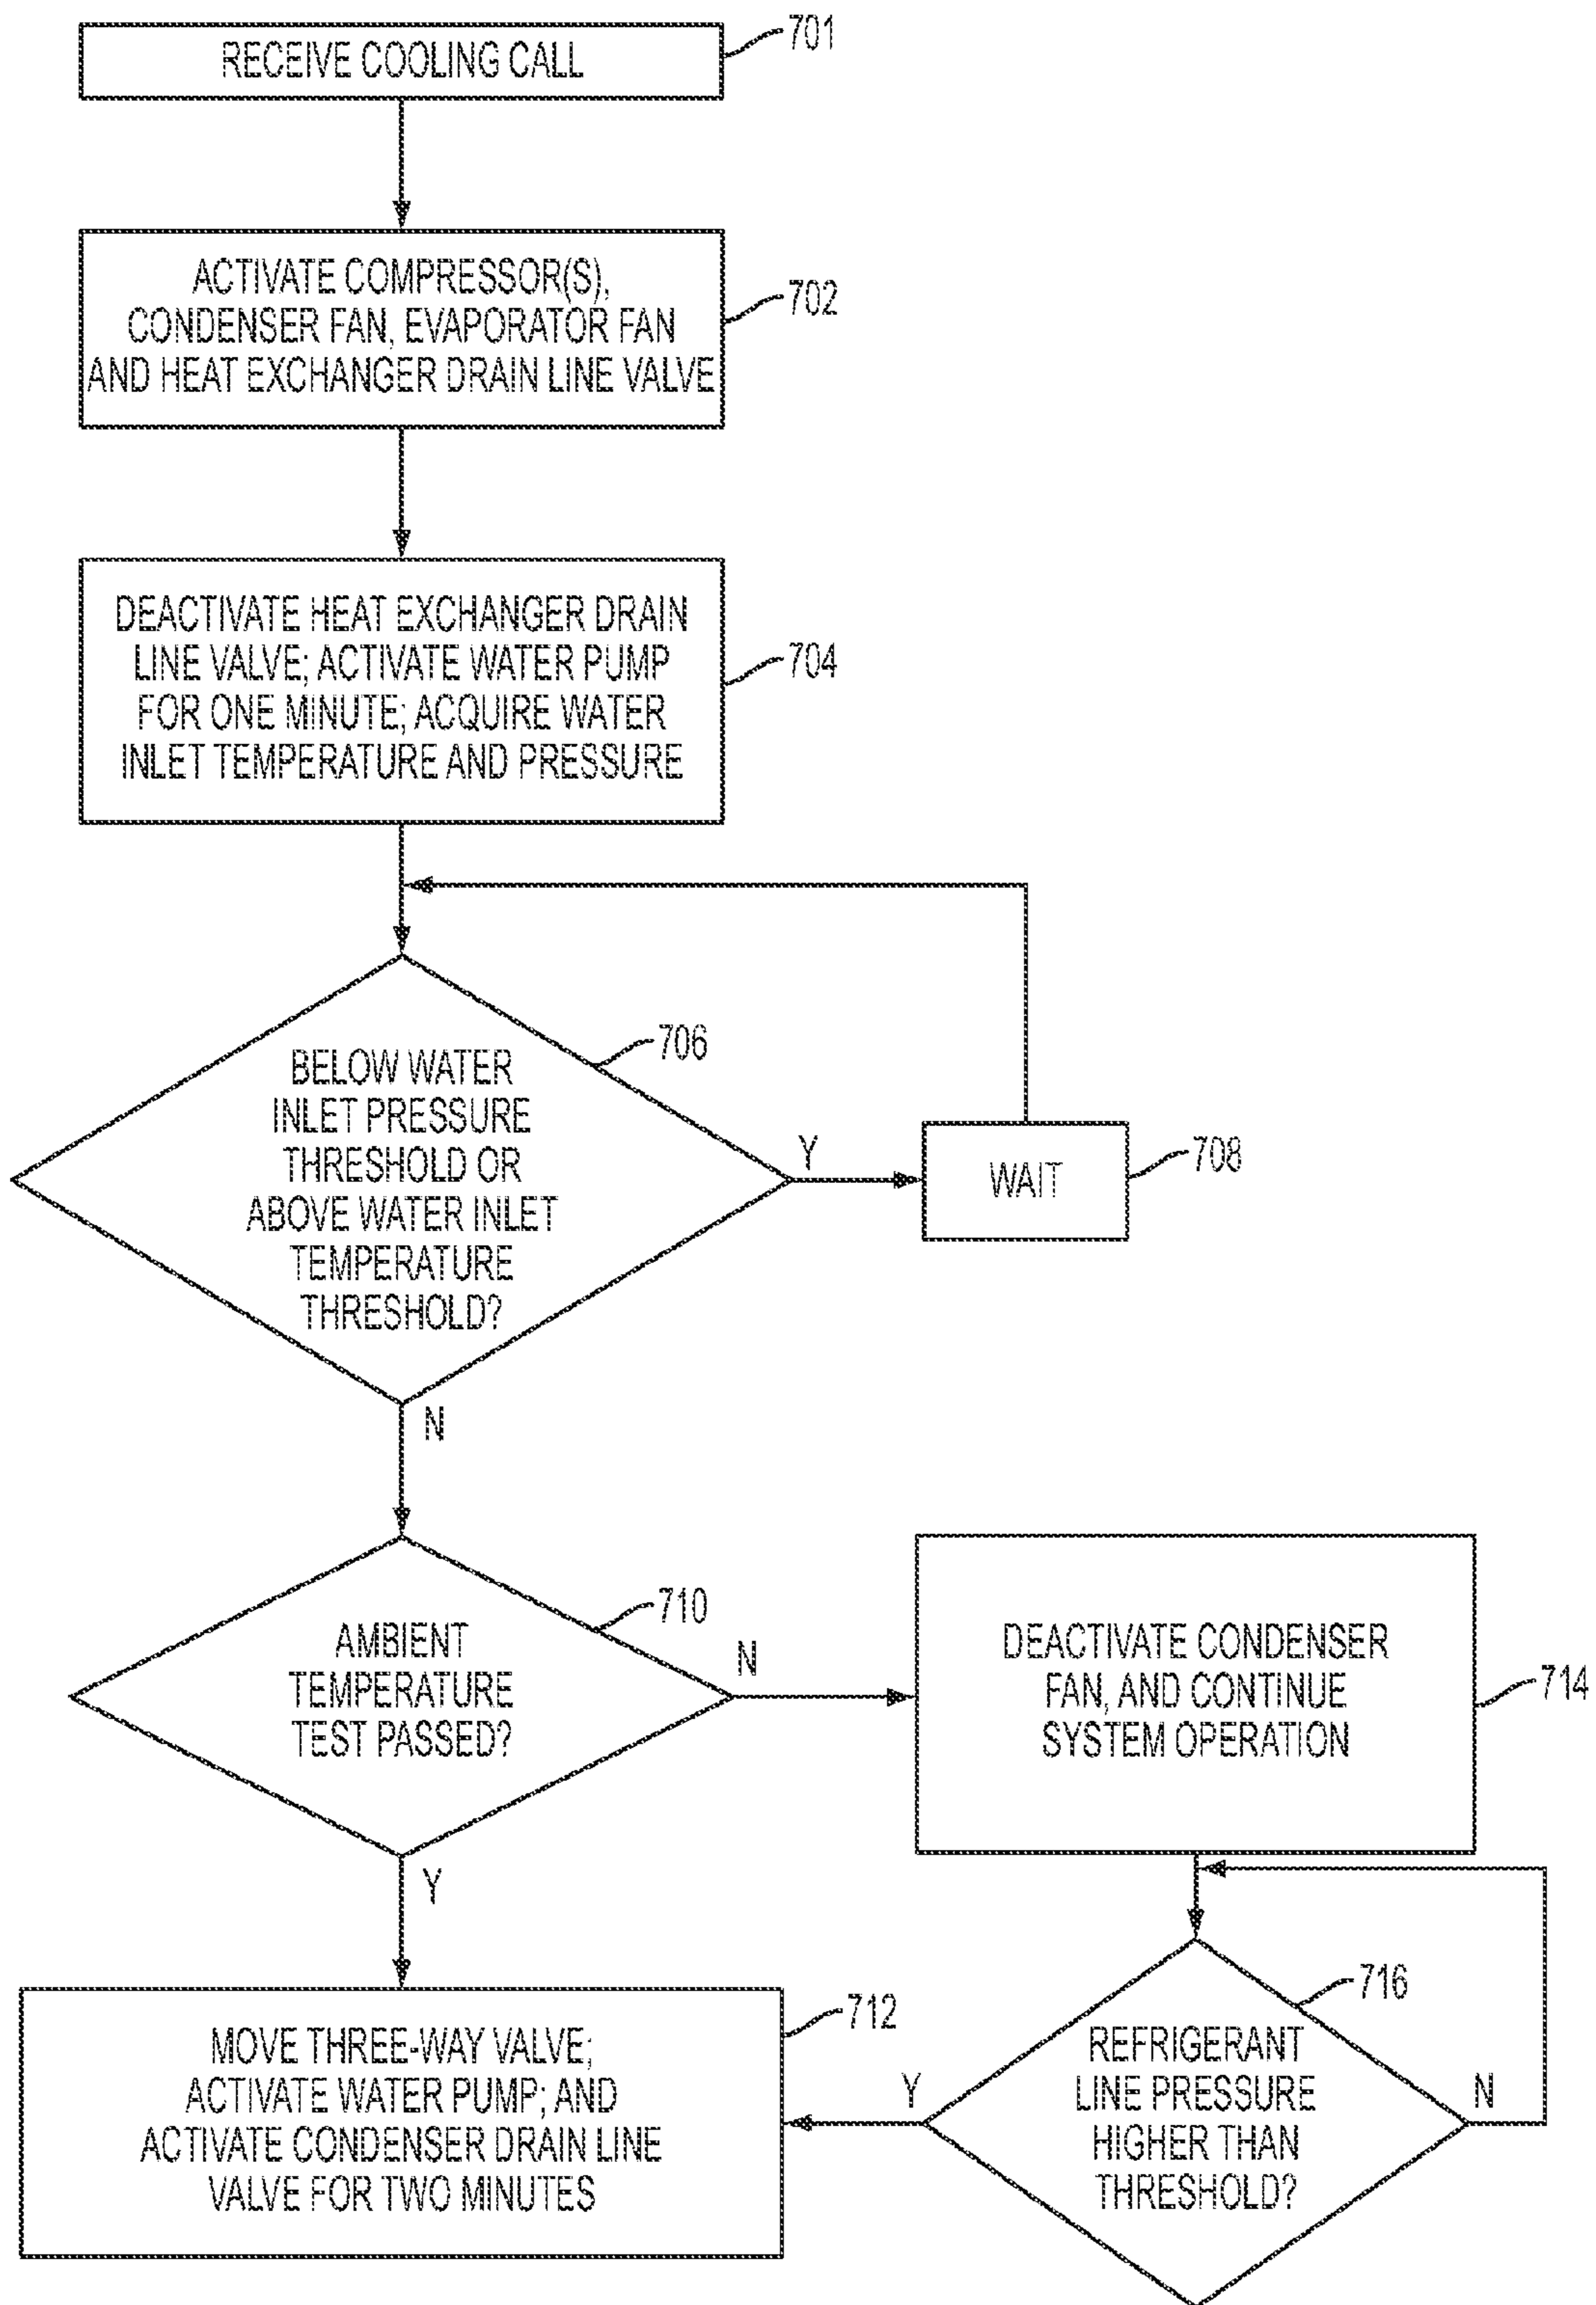 RECEIVE COOLING CALL
701
ACTIVATE COMPRESSOR(S),
CONDENSER FAN, EVAPORATOR FAN
AND HEAT EXCHANGER DRAIN LINE VALVE
702
DEACTIVATE HEAT EXCHANGER DRAIN
LINE VALVE; ACTIVATE WATER PUMP
FOR ONE MINUTE; ACQUIRE WATER
INLET TEMPERATURE AND PRESSURE
704
BELOW WATER
INLET PRESSURE
THRESHOLD OR
ABOVE WATER INLET
TEMPERATURE
THRESHOLD?
706
Y
WAIT
708
N
AMBIENT
TEMPERATURE
TEST PASSED?
710
N
DEACTIVATE CONDENSER
FAN, AND CONTINUE
SYSTEM OPERATION
714
Y
MOVE THREE-WAY VALVE;
ACTIVATE WATER PUMP; AND
ACTIVATE CONDENSER DRAIN LINE
VALVE FOR TWO MINUTES
712
Y
REFRIGERANT
LINE PRESSURE
HIGHER THAN
THRESHOLD?
716
N